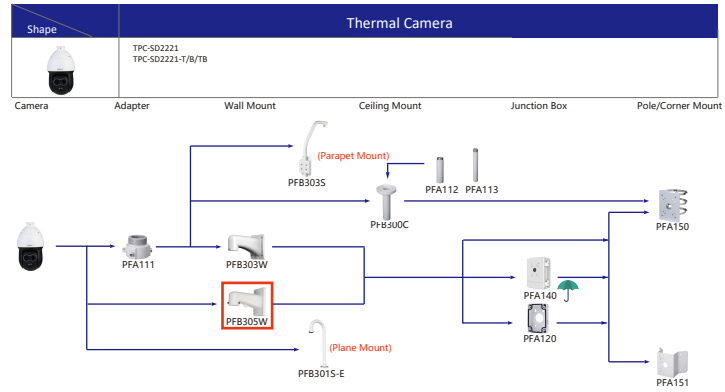 Shape
Thermal Camera
TPC-SD2221
TPC-SD2221-T/B/TB
Camera
Adapter
Wall Mount
Ceiling Mount
Junction Box
Pole/Corner Mount
(Parapet Mount)
PFB303S
PFA112
PFA113
PFB300C
PFA150
PFA111
PFB303W
PFA140
PFB305W
PFA120
(Plane Mount)
PFB301S-E
PFA151